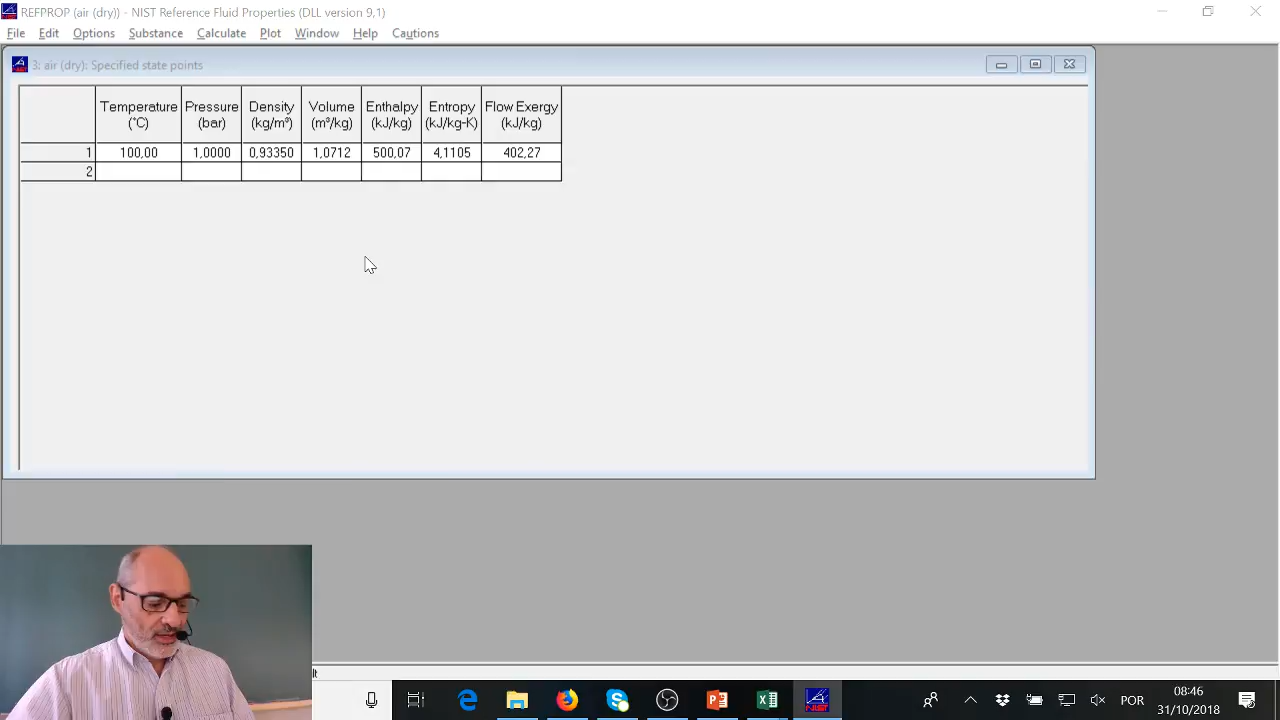 REFPROP (air (dry)) - NIST Reference Fluid Properties (DLL version 9,1)
File Edit Options Substance Calculate Plot Window Help Cautions
3: air (dry): Specified state points
Temperature Pressure Density Volume Enthalpy Entropy Flow Exergy
(°C) (bar) (kg/m³) (m³/kg) (kJ/kg) (kJ/kg-K) (kJ/kg)
1 100,00 1,0000 0,93350 1,0712 500,07 4,1105 402,27
2
lt
NIST
POR
08:46
31/10/2018